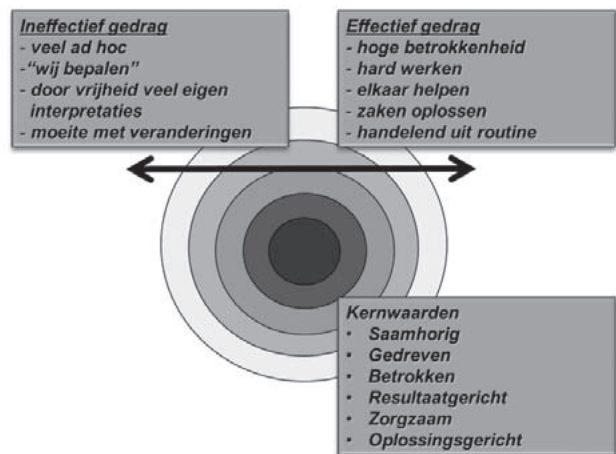 Ineffectief gedrag
- veel ad hoc
-“wij bepalen”
- door vrijheid veel eigen
interpretaties
- moeite met veranderingen
Effectief gedrag
- hoge betrokkenheid
- hard werken
- elkaar helpen
- zaken oplossen
- handelend uit routine
Kernwaarden
• Saamhorig
• Gedreven
• Betrokken
• Resultaatgericht
• Zorgzaam
• Oplossingsgericht